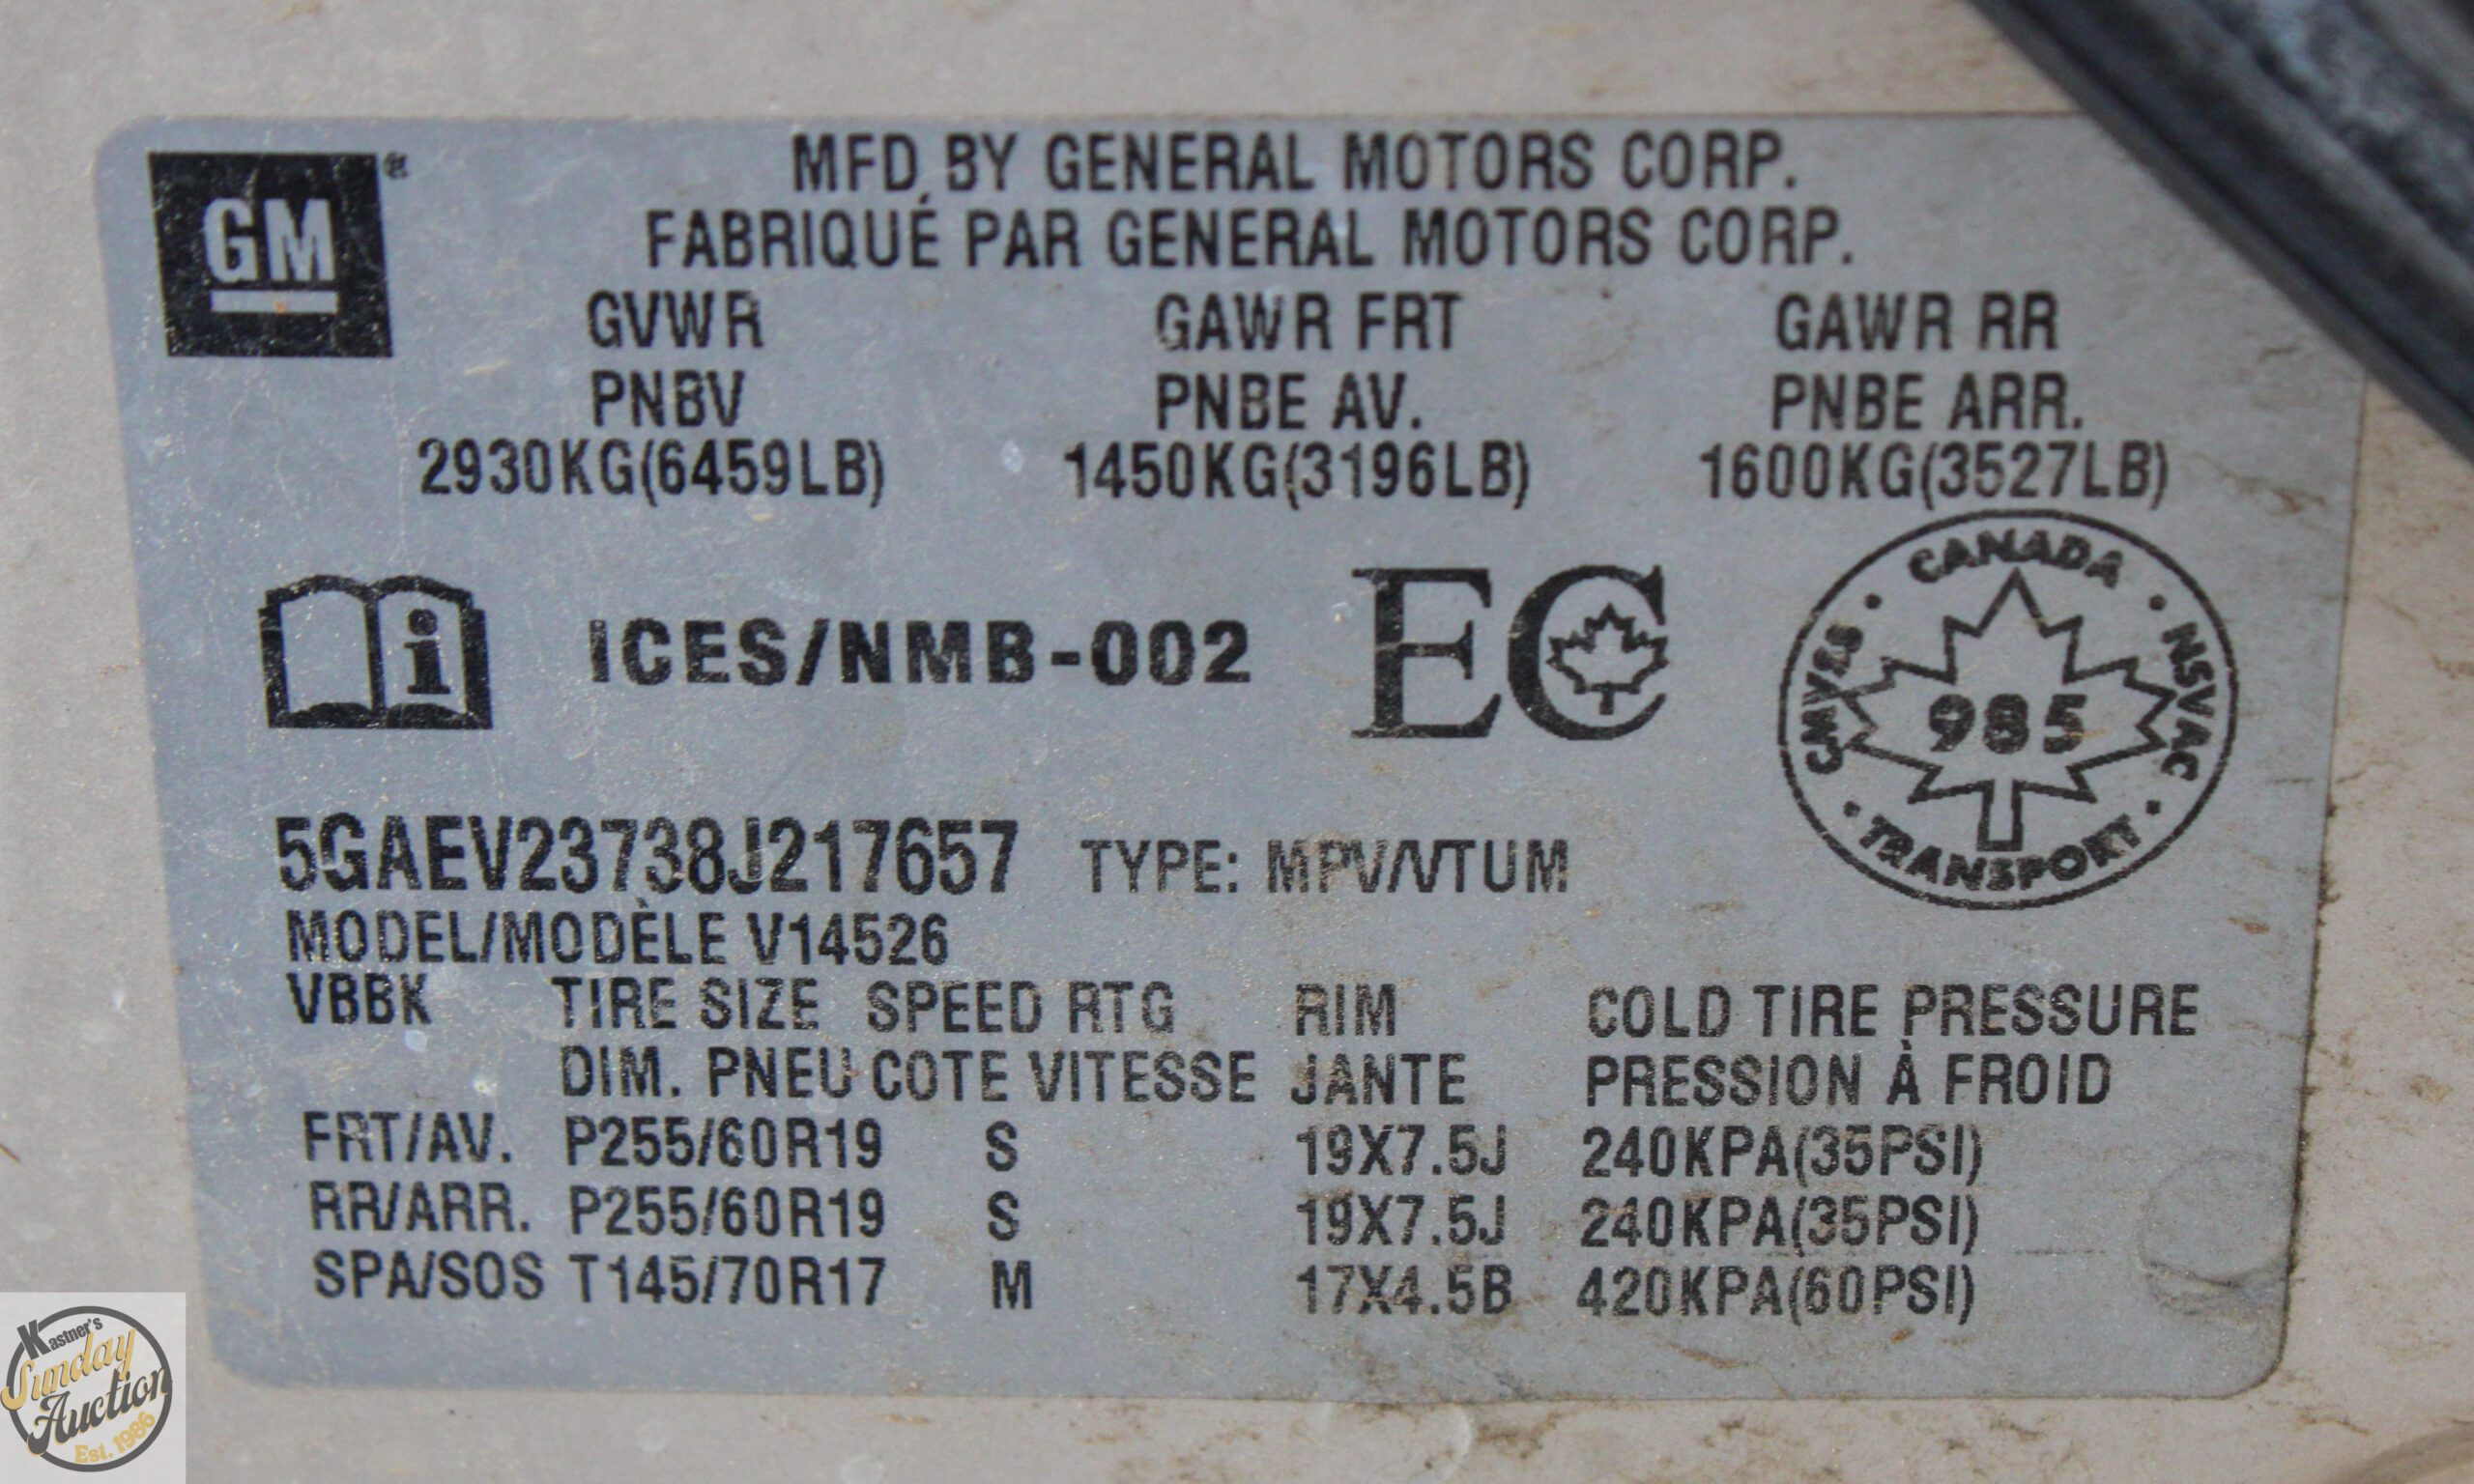 GM®
MFD BY GENERAL MOTORS CORP.
FABRIQUÉ PAR GENERAL MOTORS CORP.
GVWR GAWR FRT GAWR RR
PNBV PNBE AV. PNBE ARR.
2930KG(6459LB) 1450KG(3196LB) 1600KG(3527LB)
i ICES/NMB-002 EC
CANADA • NSVAC • TRANSPORT • CMVSS •
985
5GAEV23738J217657 TYPE: MPV/VTUM
MODEL/MODÈLE V14526
VBBK TIRE SIZE SPEED RTG RIM COLD TIRE PRESSURE
DIM. PNEU COTE VITESSE JANTE PRESSION À FROID
FRT/AV. P255/60R19 S 19X7.5J 240KPA(35PSI)
RR/ARR. P255/60R19 S 19X7.5J 240KPA(35PSI)
SPA/SOS T145/70R17 M 17X4.5B 420KPA(60PSI)
Kastner's
Sunday
Auction
Est. 1986